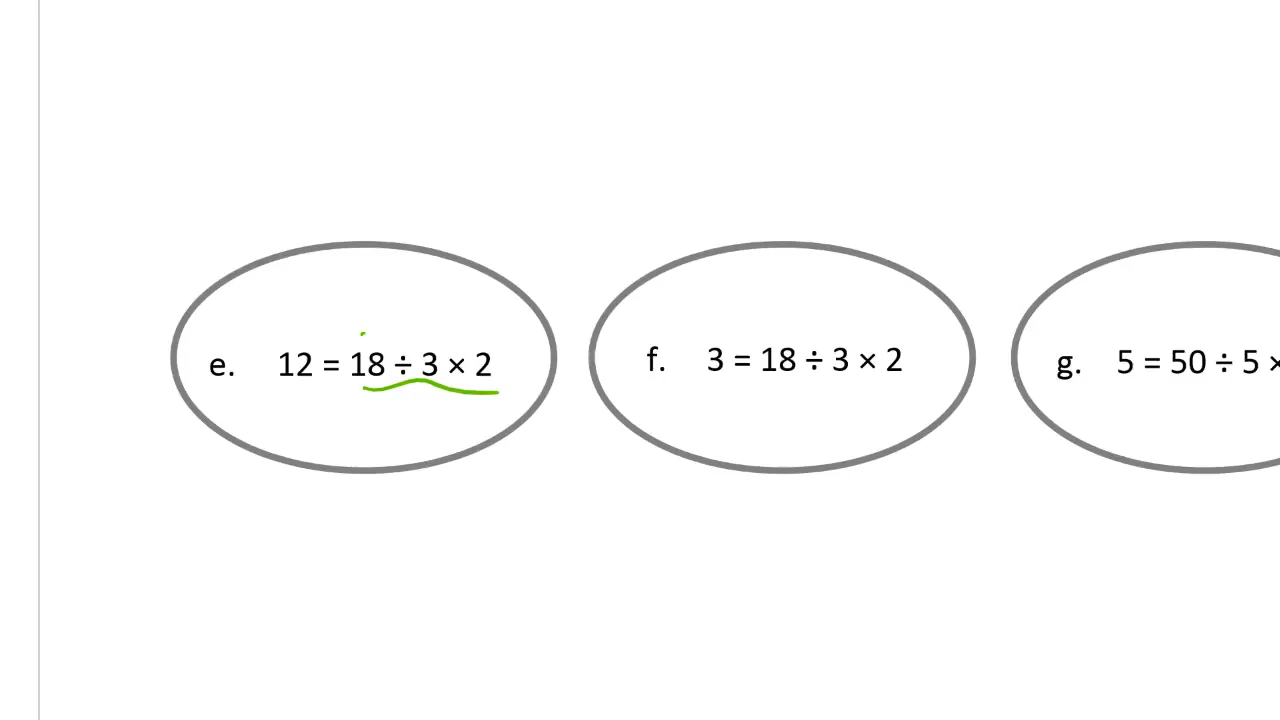 e. 12 = 18 ÷ 3 × 2
f. 3 = 18 ÷ 3 × 2
g. 5 = 50 ÷ 5 ×